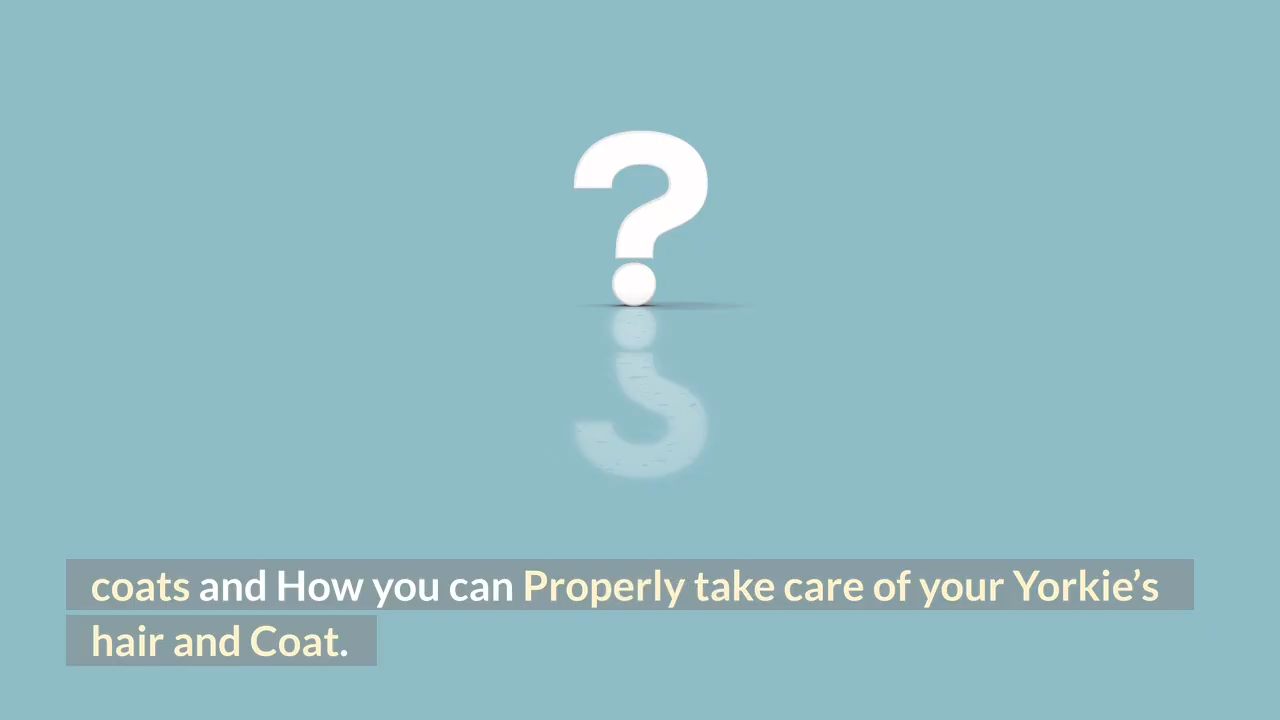 ?
coats and How you can Properly take care of your Yorkie’s
hair and Coat.